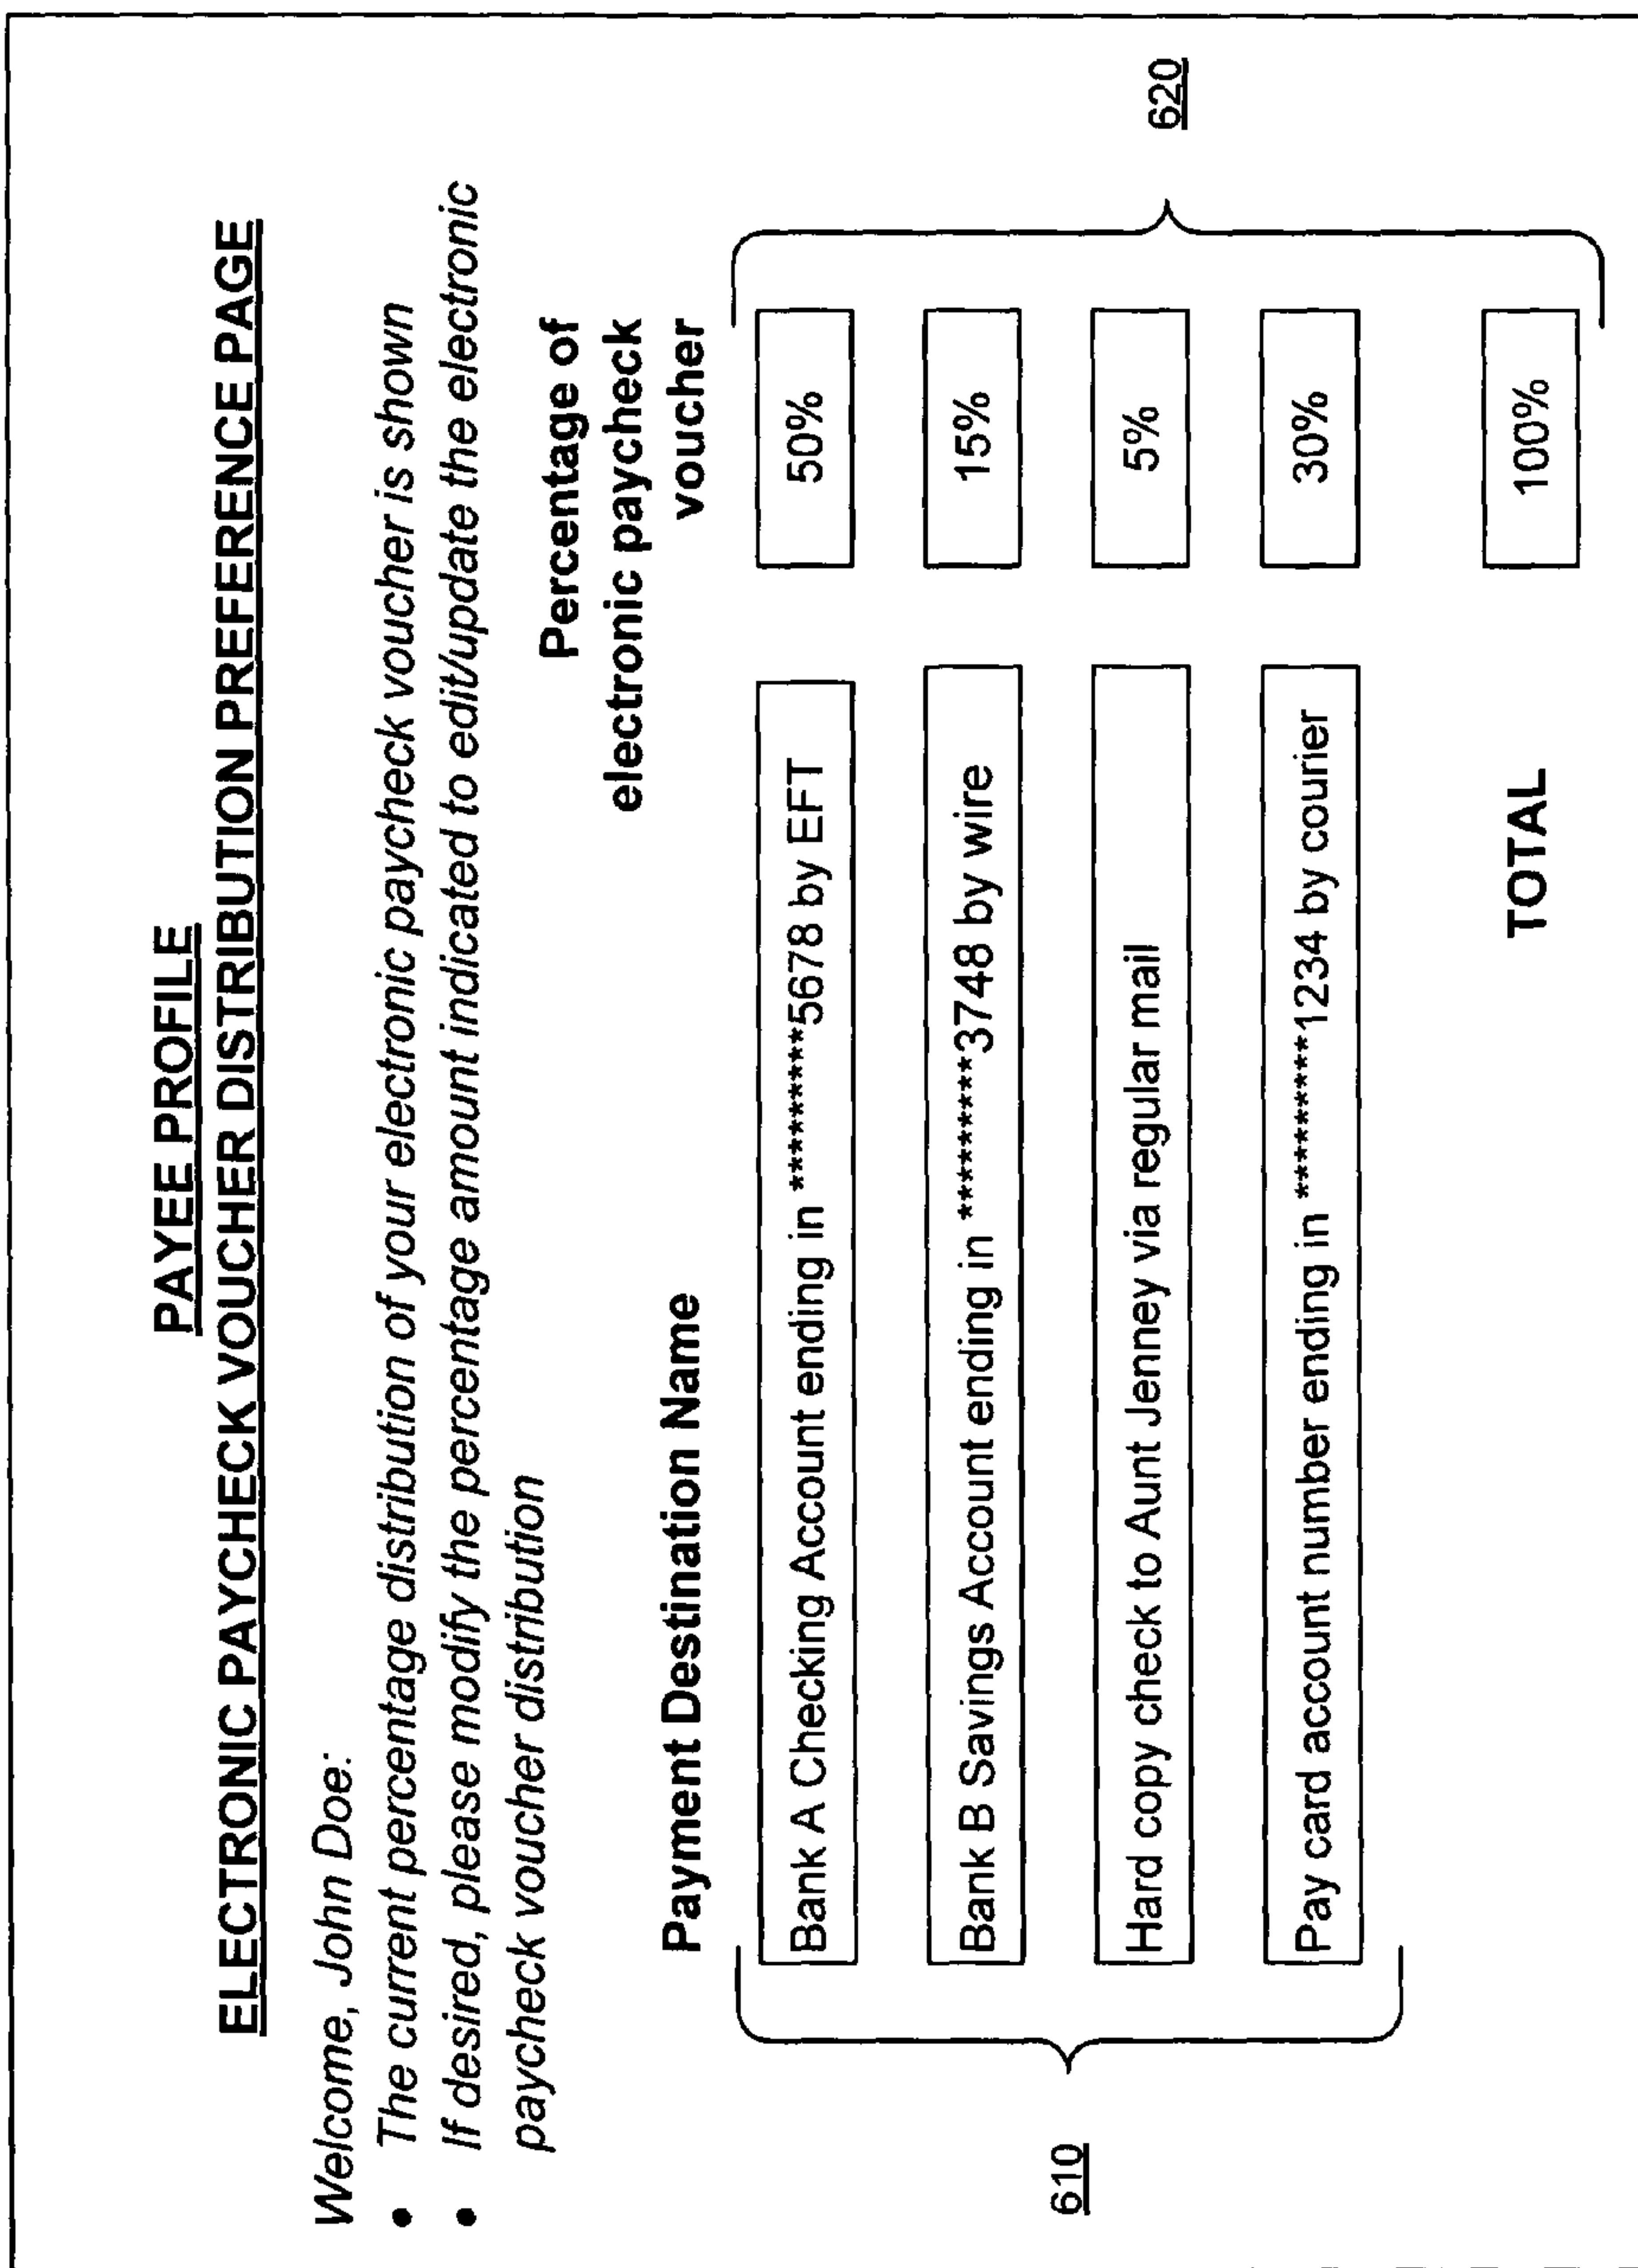 PAYEE PROFILE
ELECTRONIC PAYCHECK VOUCHER DISTRIBUTION PREFERENCE PAGE
Welcome, John Doe:
• The current percentage distribution of your electronic paycheck voucher is shown
• If desired, please modify the percentage amount indicated to edit/update the electronic
paycheck voucher distribution
Payment Destination Name
Percentage of
electronic paycheck
voucher
Bank A Checking Account ending in *********5678 by EFT
50%
Bank B Savings Account ending in *********3748 by wire
15%
Hard copy check to Aunt Jenney via regular mail
5%
Pay card account number ending in *********1234 by courier
30%
TOTAL
100%
610
620